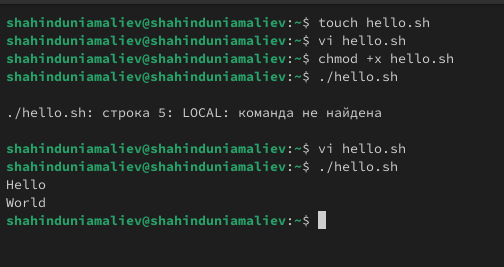 shahinduniamaliev@shahinduniamaliev:~$ touch hello.sh
shahinduniamaliev@shahinduniamaliev:~$ vi hello.sh
shahinduniamaliev@shahinduniamaliev:~$ chmod +x hello.sh
shahinduniamaliev@shahinduniamaliev:~$ ./hello.sh
./hello.sh: строка 5: LOCAL: команда не найдена
shahinduniamaliev@shahinduniamaliev:~$ vi hello.sh
shahinduniamaliev@shahinduniamaliev:~$ ./hello.sh
Hello
World
shahinduniamaliev@shahinduniamaliev:~$